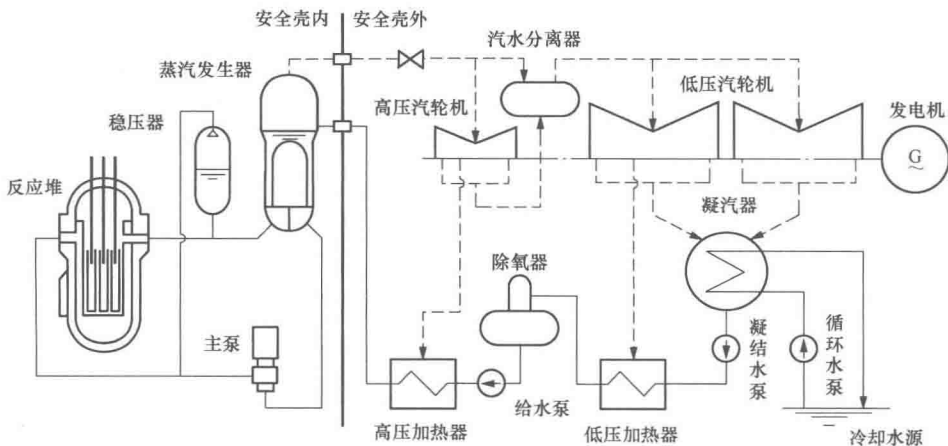 安全壳内
安全壳外
汽水分离器
蒸汽发生器
稳压器
高压汽轮机
低压汽轮机
发电机
G
~
反应堆
凝汽器
除氧器
主泵
凝结水泵
循环水泵
给水泵
高压加热器
低压加热器
冷却水源